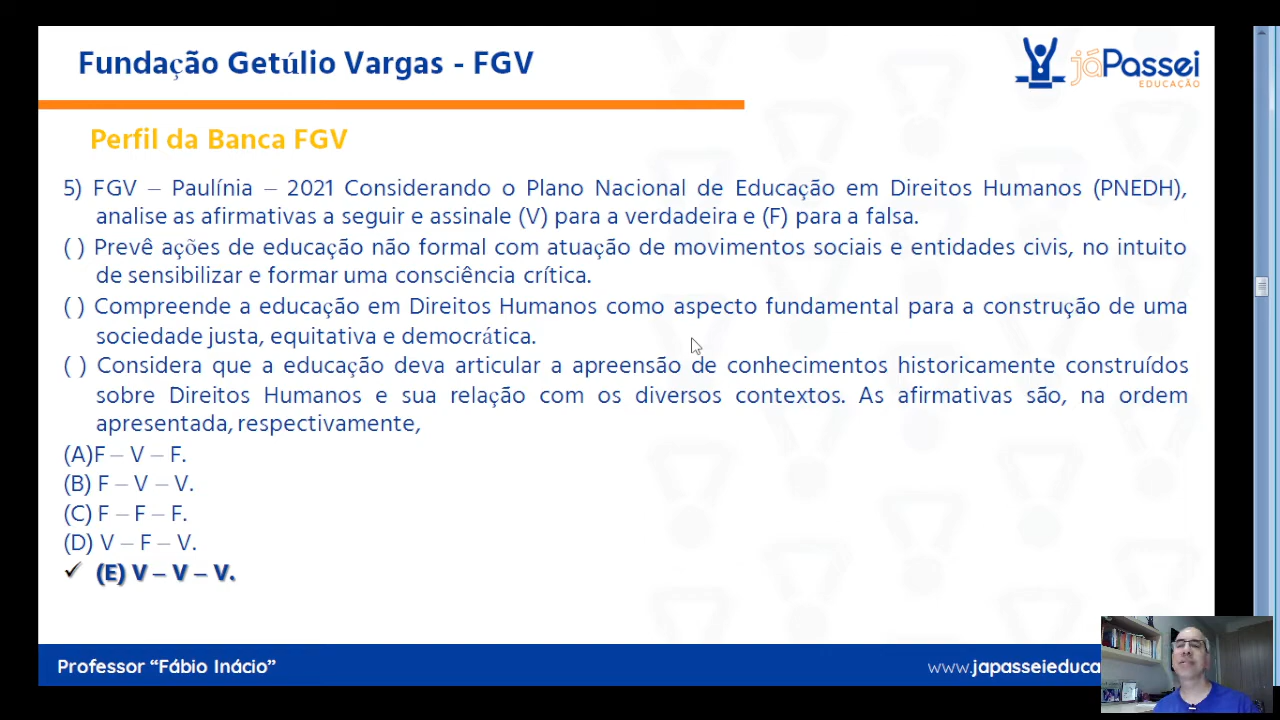 Fundação Getúlio Vargas - FGV
jáPassei
EDUCAÇÃO
Perfil da Banca FGV
5) FGV – Paulínia – 2021 Considerando o Plano Nacional de Educação em Direitos Humanos (PNEDH),
analise as afirmativas a seguir e assinale (V) para a verdadeira e (F) para a falsa.
( ) Prevê ações de educação não formal com atuação de movimentos sociais e entidades civis, no intuito
de sensibilizar e formar uma consciência crítica.
( ) Compreende a educação em Direitos Humanos como aspecto fundamental para a construção de uma
sociedade justa, equitativa e democrática.
( ) Considera que a educação deva articular a apreensão de conhecimentos historicamente construídos
sobre Direitos Humanos e sua relação com os diversos contextos. As afirmativas são, na ordem
apresentada, respectivamente,
(A)F – V – F.
(B) F – V – V.
(C) F – F – F.
(D) V – F – V.
✓ (E) V – V – V.
Professor “Fábio Inácio”
www.japasseieduca